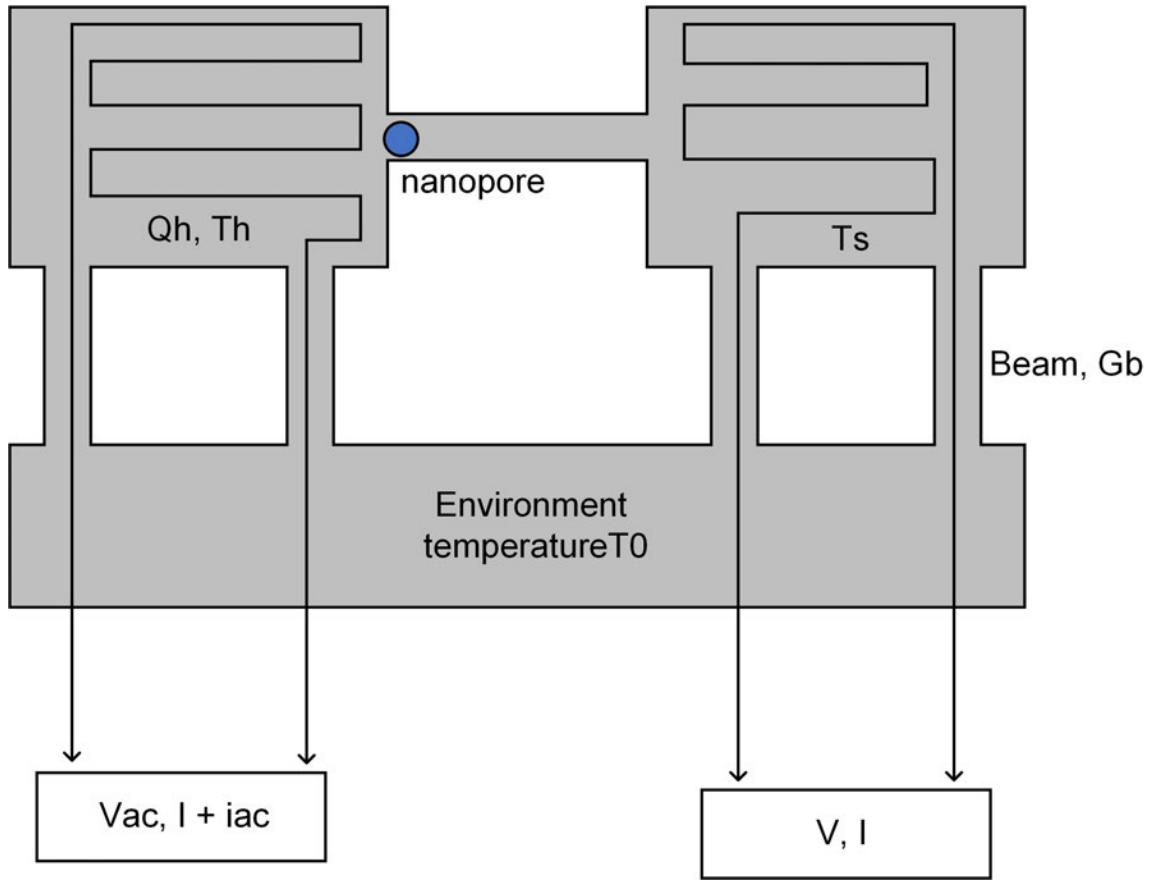 nanopore
Qh, Th
Ts
Beam, Gb
Environment
temperatureT0
Vac, I + iac
V, I